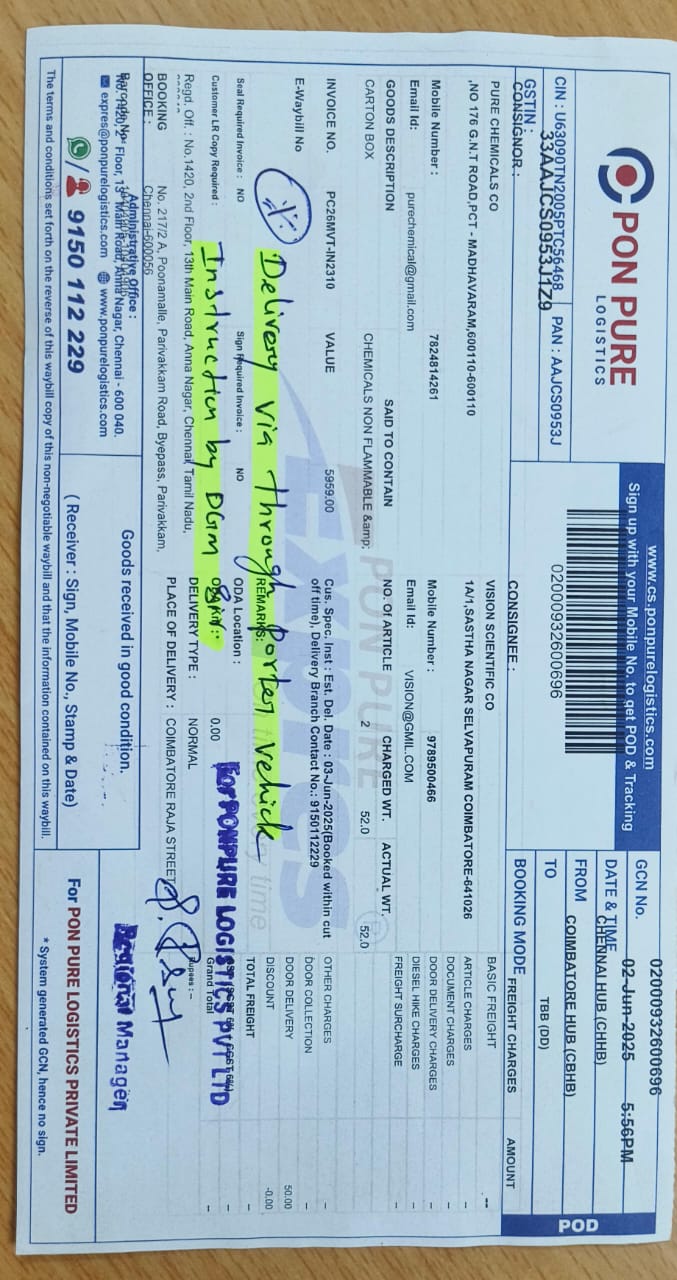 PON PURE
LOGISTICS
www.cs.ponpurelogistics.com
Sign up with your Mobile No. to get POD & Tracking
CIN : U63090TN2005PTC56468 PAN : AAJCS0953J
GSTIN : 33AAJCS0953J1Z9
02000932600696
GCN No. 02000932600696
DATE & TIME 02-Jun-2025 5:56PM
FROM CHENNAI HUB (CHHB)
TO COIMBATORE HUB (CBHB)
BOOKING MODE TBB (DD)
POD
CONSIGNOR :
PURE CHEMICALS CO
,NO 176 G.N.T ROAD,PCT - MADHAVARAM,600110-600110
Mobile Number : 7824814261
Email Id: purechemical@gmail.com
CONSIGNEE :
VISION SCIENTIFIC CO
1A/1,SASTHA NAGAR SELVAPURAM COIMBATORE-641026
Mobile Number : 9789500466
Email Id: VISION@GMIL.COM
GOODS DESCRIPTION SAID TO CONTAIN NO. Of ARTICLE CHARGED WT. ACTUAL WT.
CARTON BOX CHEMICALS NON FLAMMABLE &amp; 2 52.0 52.0
INVOICE NO. PC26MVT-IN2310 VALUE 5959.00
E-Waybill No
Cus. Spec. Inst : Est. Del. Date : 03-Jun-2025(Booked within cut
off time), Delivery Branch Contact No.: 9150112229
REMARKS:
Delivery via through porter vehicle
Instruction by DGM
Seal Required Invoice : NO Sign Required Invoice : NO
ODA Location :
Customer LR Copy Required :
0.00
DELIVERY TYPE : NORMAL
PLACE OF DELIVERY : COIMBATORE RAJA STREET
Regd. Off. : No.1420, 2nd Floor, 13th Main Road, Anna Nagar, Chennai, Tamil Nadu,
BOOKING OFFICE : No. 217/2 A, Poonamalle, Parivakkam Road, Byepass, Parivakkam,
Chennai-600056
FREIGHT CHARGES AMOUNT
BASIC FREIGHT --
ARTICLE CHARGES -
DOCUMENT CHARGES -
DOOR DELIVERY CHARGES -
DIESEL HIKE CHARGES -
FREIGHT SURCHARGE -
OTHER CHARGES -
DOOR COLLECTION -
DOOR DELIVERY 50.00
DISCOUNT -0.00
TOTAL FREIGHT -
Grand Total -
Rupees : --
For PONPURE LOGISTICS PVT LTD
Regional Manager
Administrative Office :
No. 1420, 2nd Floor, 13th Main Road, Anna Nagar, Chennai - 600 040.
expres@ponpurelogistics.com www.ponpurelogistics.com
/ 9150 112 229
Goods received in good condition.
( Receiver : Sign, Mobile No., Stamp & Date)
For PON PURE LOGISTICS PRIVATE LIMITED
* System generated GCN, hence no sign.
The terms and conditions set forth on the reverse of this waybill copy of this non-negotiable waybill and that the information contained on this waybill.